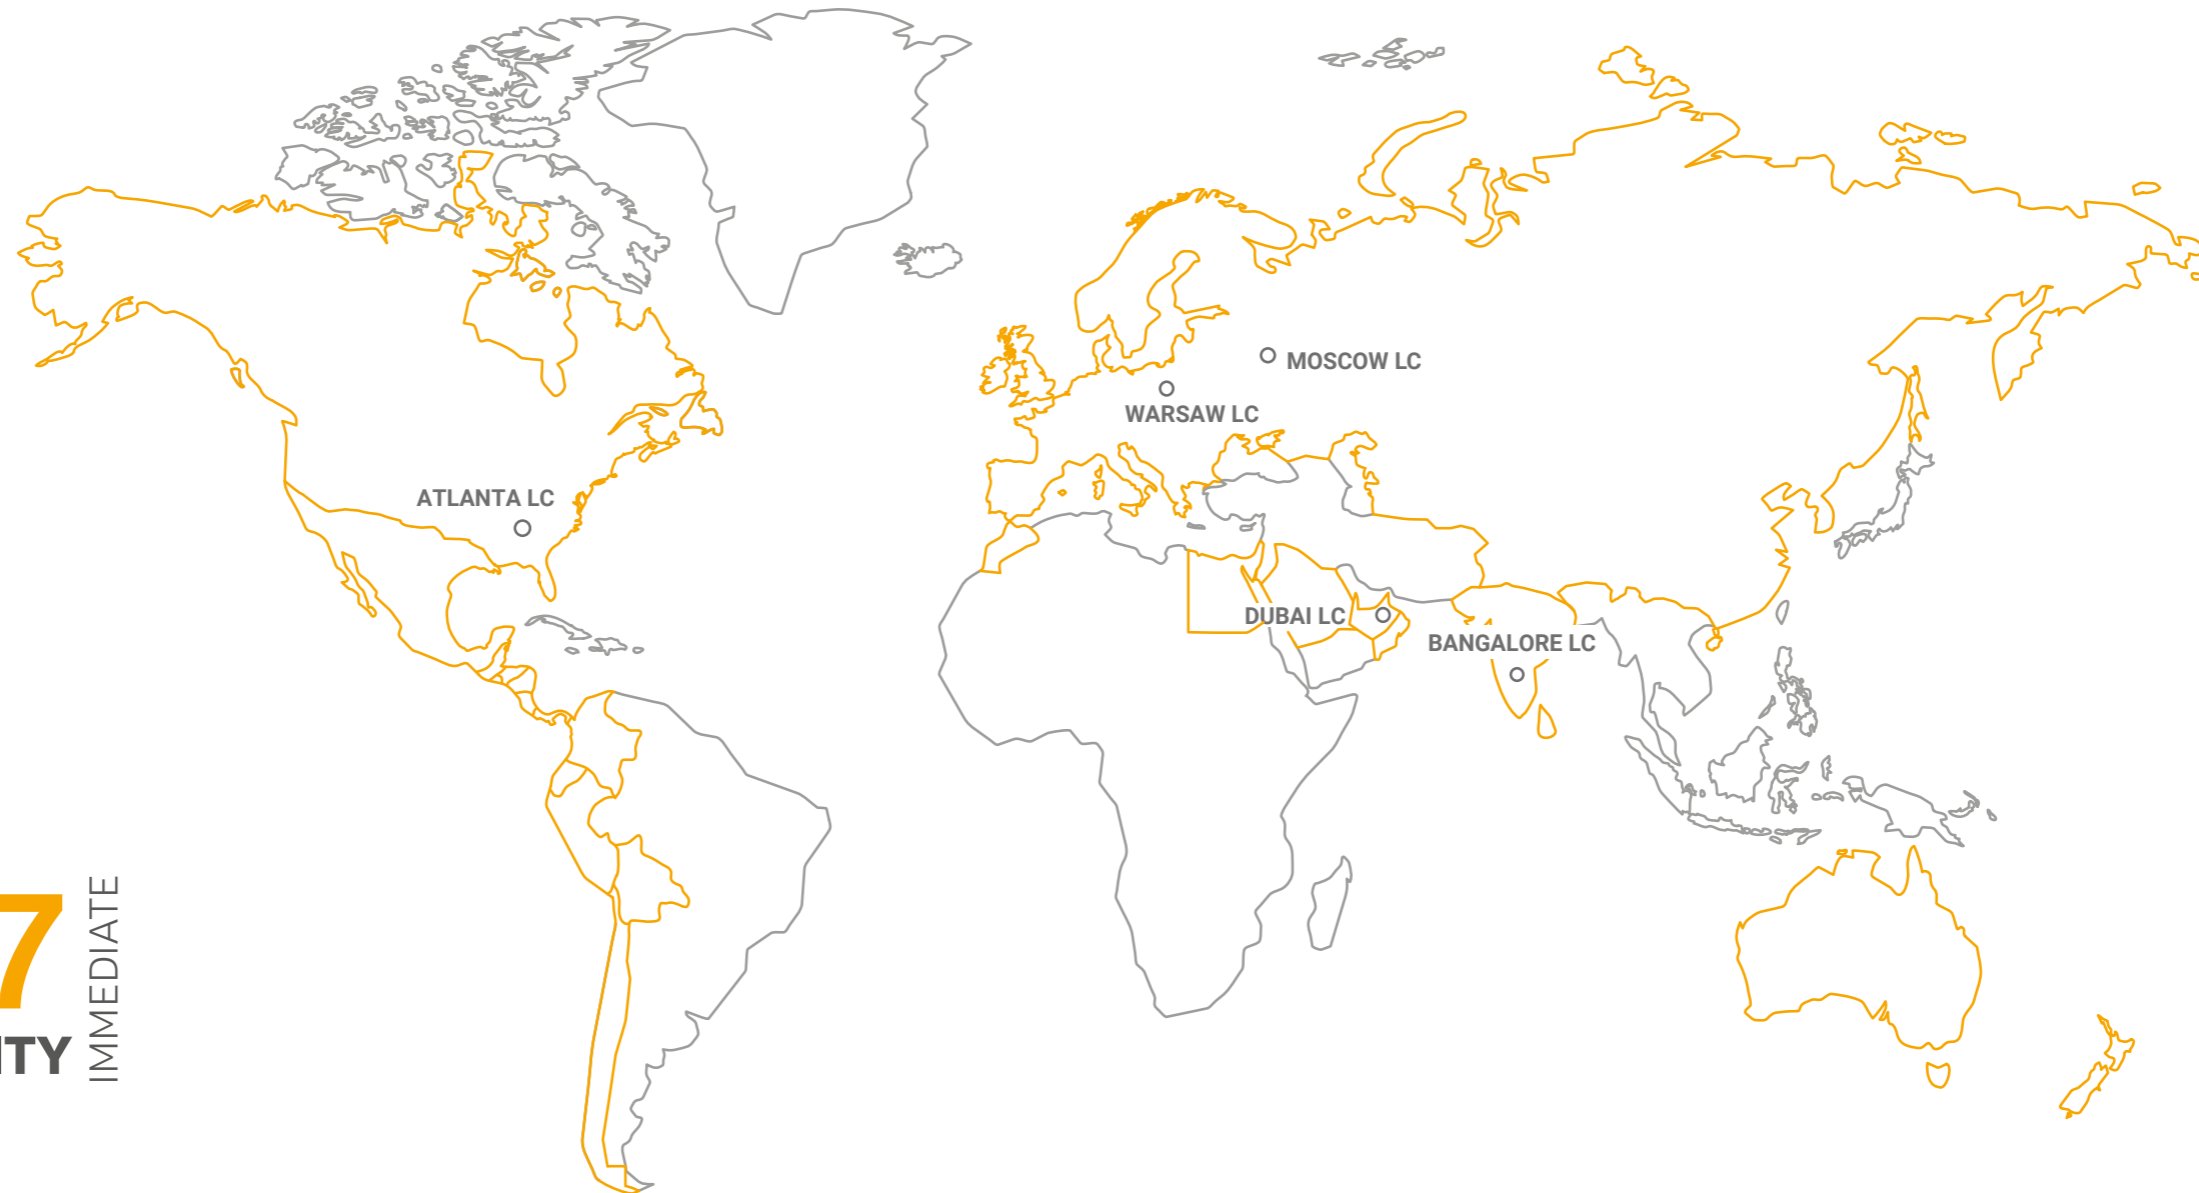 MOSCOW LC
WARSAW LC
ATLANTA LC
DUBAI LC
BANGALORE LC
7
ITY
IMMEDIATE